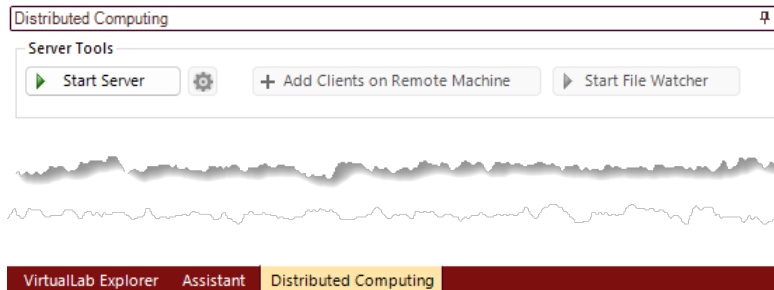 Distributed Computing
Server Tools
Start Server + Add Clients on Remote Machine Start File Watcher
VirtualLab Explorer Assistant Distributed Computing